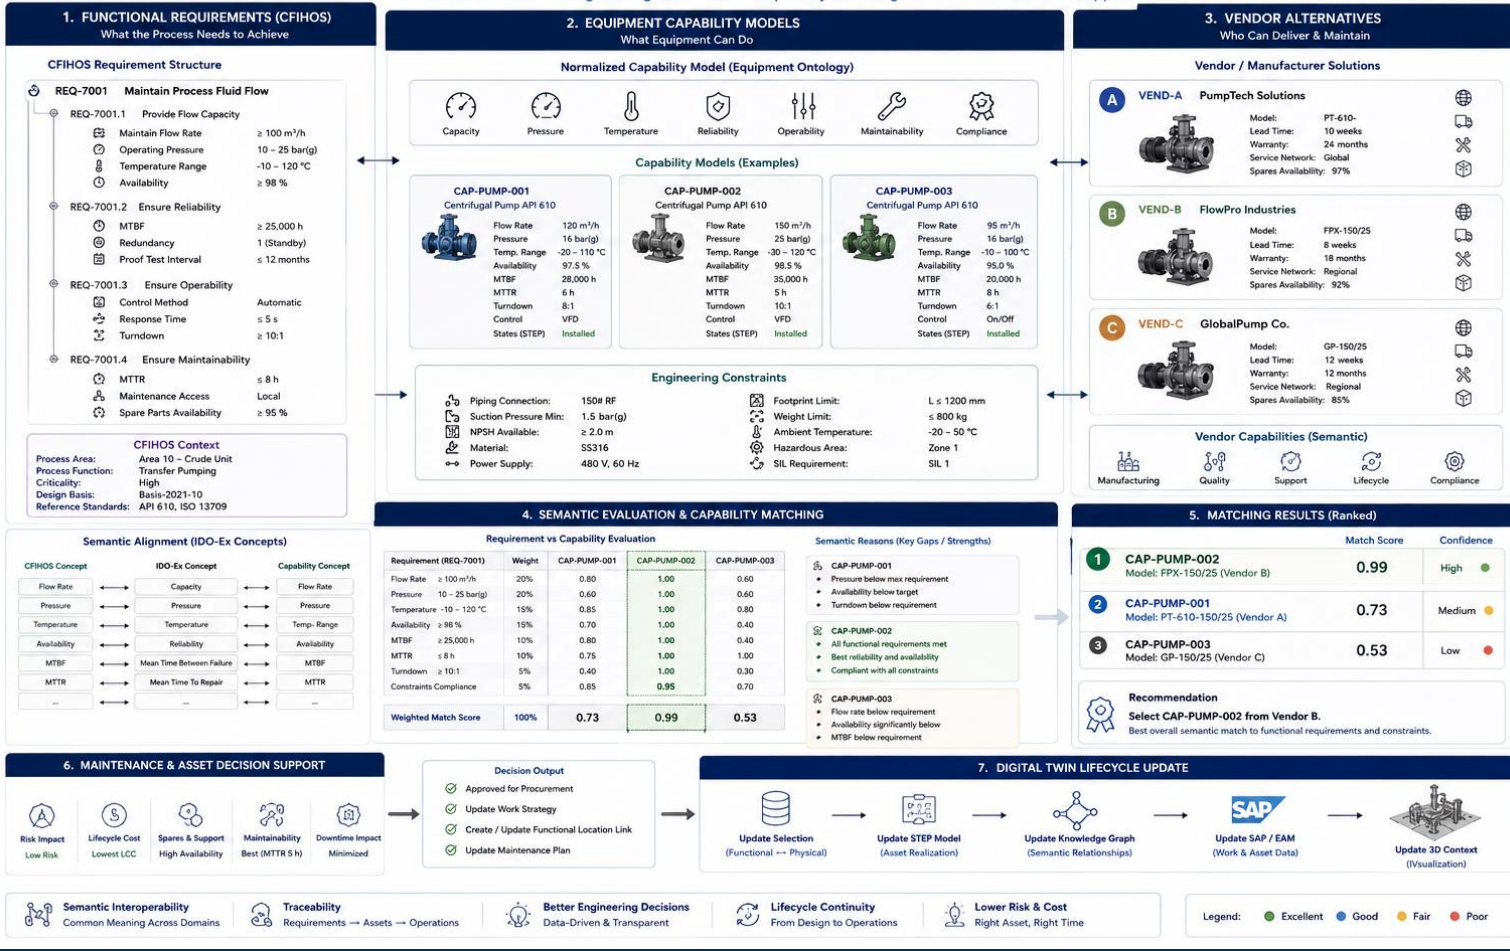 1. FUNCTIONAL REQUIREMENTS (CFIHOS)
What the Process Needs to Achieve
CFIHOS Requirement Structure
REQ-7001 Maintain Process Fluid Flow
REQ-7001.1 Provide Flow Capacity
Maintain Flow Rate ≥ 100 m³/h
Operating Pressure 10 – 25 bar(g)
Temperature Range -10 – 120 °C
Availability ≥ 98 %
REQ-7001.2 Ensure Reliability
MTBF ≥ 25,000 h
Redundancy 1 (Standby)
Proof Test Interval ≤ 12 months
REQ-7001.3 Ensure Operability
Control Method Automatic
Response Time ≤ 5 s
Turndown ≥ 10:1
REQ-7001.4 Ensure Maintainability
MTTR ≤ 8 h
Maintenance Access Local
Spare Parts Availability ≥ 95 %
CFIHOS Context
Process Area: Area 10 – Crude Unit
Process Function: Transfer Pumping
Criticality: High
Design Basis: Basis-2021-10
Reference Standards: API 610, ISO 13709
2. EQUIPMENT CAPABILITY MODELS
What Equipment Can Do
Normalized Capability Model (Equipment Ontology)
Capacity Pressure Temperature Reliability Operability Maintainability Compliance
Capability Models (Examples)
CAP-PUMP-001
Centrifugal Pump API 610
Flow Rate 120 m³/h
Pressure 16 bar(g)
Temp. Range -20 – 110 °C
Availability 97.5 %
MTBF 28,000 h
MTTR 6 h
Turndown 8:1
Control VFD
States (STEP) Installed
CAP-PUMP-002
Centrifugal Pump API 610
Flow Rate 150 m³/h
Pressure 25 bar(g)
Temp. Range -30 – 120 °C
Availability 98.5 %
MTBF 35,000 h
MTTR 5 h
Turndown 10:1
Control VFD
States (STEP) Installed
CAP-PUMP-003
Centrifugal Pump API 610
Flow Rate 95 m³/h
Pressure 16 bar(g)
Temp. Range -10 – 100 °C
Availability 95.0 %
MTBF 20,000 h
MTTR 8 h
Turndown 6:1
Control On/Off
States (STEP) Installed
Engineering Constraints
Piping Connection: 150# RF
Suction Pressure Min: 1.5 bar(g)
NPSH Available: ≥ 2.0 m
Material: SS316
Power Supply: 480 V, 60 Hz
Footprint Limit: L ≤ 1200 mm
Weight Limit: ≤ 800 kg
Ambient Temperature: -20 – 50 °C
Hazardous Area: Zone 1
SIL Requirement: SIL 1
3. VENDOR ALTERNATIVES
Who Can Deliver & Maintain
Vendor / Manufacturer Solutions
A VEND-A PumpTech Solutions
Model: PT-610-
Lead Time: 10 weeks
Warranty: 24 months
Service Network: Global
Spares Availability: 97%
B VEND-B FlowPro Industries
Model: FPX-150/25
Lead Time: 8 weeks
Warranty: 18 months
Service Network: Regional
Spares Availability: 92%
C VEND-C GlobalPump Co.
Model: GP-150/25
Lead Time: 12 weeks
Warranty: 12 months
Service Network: Regional
Spares Availability: 85%
Vendor Capabilities (Semantic)
Manufacturing Quality Support Lifecycle Compliance
Semantic Alignment (IDO-Ex Concepts)
CFIHOS Concept IDO-Ex Concept Capability Concept
Flow Rate Capacity Flow Rate
Pressure Pressure Pressure
Temperature Temperature Temp- Range
Availability Reliability Availability
MTBF Mean Time Between Failure MTBF
MTTR Mean Time To Repair MTTR
... ... ...
4. SEMANTIC EVALUATION & CAPABILITY MATCHING
Requirement vs Capability Evaluation
Requirement (REQ-7001) Weight CAP-PUMP-001 CAP-PUMP-002 CAP-PUMP-003
Flow Rate ≥ 100 m³/h 20% 0.80 1.00 0.60
Pressure 10 – 25 bar(g) 20% 0.60 1.00 0.60
Temperature -10 – 120 °C 15% 0.85 1.00 0.80
Availability ≥ 98 % 15% 0.70 1.00 0.40
MTBF ≥ 25,000 h 10% 0.80 1.00 0.40
MTTR ≤ 8 h 10% 0.75 1.00 1.00
Turndown ≥ 10:1 5% 0.40 1.00 0.30
Constraints Compliance 5% 0.85 0.95 0.70
Weighted Match Score 100% 0.73 0.99 0.53
Semantic Reasons (Key Gaps / Strengths)
CAP-PUMP-001
Pressure below max requirement
Availability below target
Turndown below requirement
CAP-PUMP-002
All functional requirements met
Best reliability and availability
Compliant with all constraints
CAP-PUMP-003
Flow rate below requirement
Availability significantly below
MTBF below requirement
5. MATCHING RESULTS (Ranked)
Match Score Confidence
1 CAP-PUMP-002 0.99 High
Model: FPX-150/25 (Vendor B)
2 CAP-PUMP-001 0.73 Medium
Model: PT-610-150/25 (Vendor A)
3 CAP-PUMP-003 0.53 Low
Model: GP-150/25 (Vendor C)
Recommendation
Select CAP-PUMP-002 from Vendor B.
Best overall semantic match to functional requirements and constraints.
6. MAINTENANCE & ASSET DECISION SUPPORT
Risk Impact Lifecycle Cost Spares & Support Maintainability Downtime Impact
Low Risk Lowest LCC High Availability Best (MTTR 5 h) Minimized
Decision Output
Approved for Procurement
Update Work Strategy
Create / Update Functional Location Link
Update Maintenance Plan
7. DIGITAL TWIN LIFECYCLE UPDATE
SAP
Update Selection Update STEP Model Update Knowledge Graph Update SAP / EAM Update 3D Context
(Functional ↔ Physical) (Asset Realization) (Semantic Relationships) (Work & Asset Data) (IVsualization)
Semantic Interoperability
Common Meaning Across Domains
Traceability
Requirements → Assets → Operations
Better Engineering Decisions
Data-Driven & Transparent
Lifecycle Continuity
From Design to Operations
Lower Risk & Cost
Right Asset, Right Time
Legend: Excellent Good Fair Poor